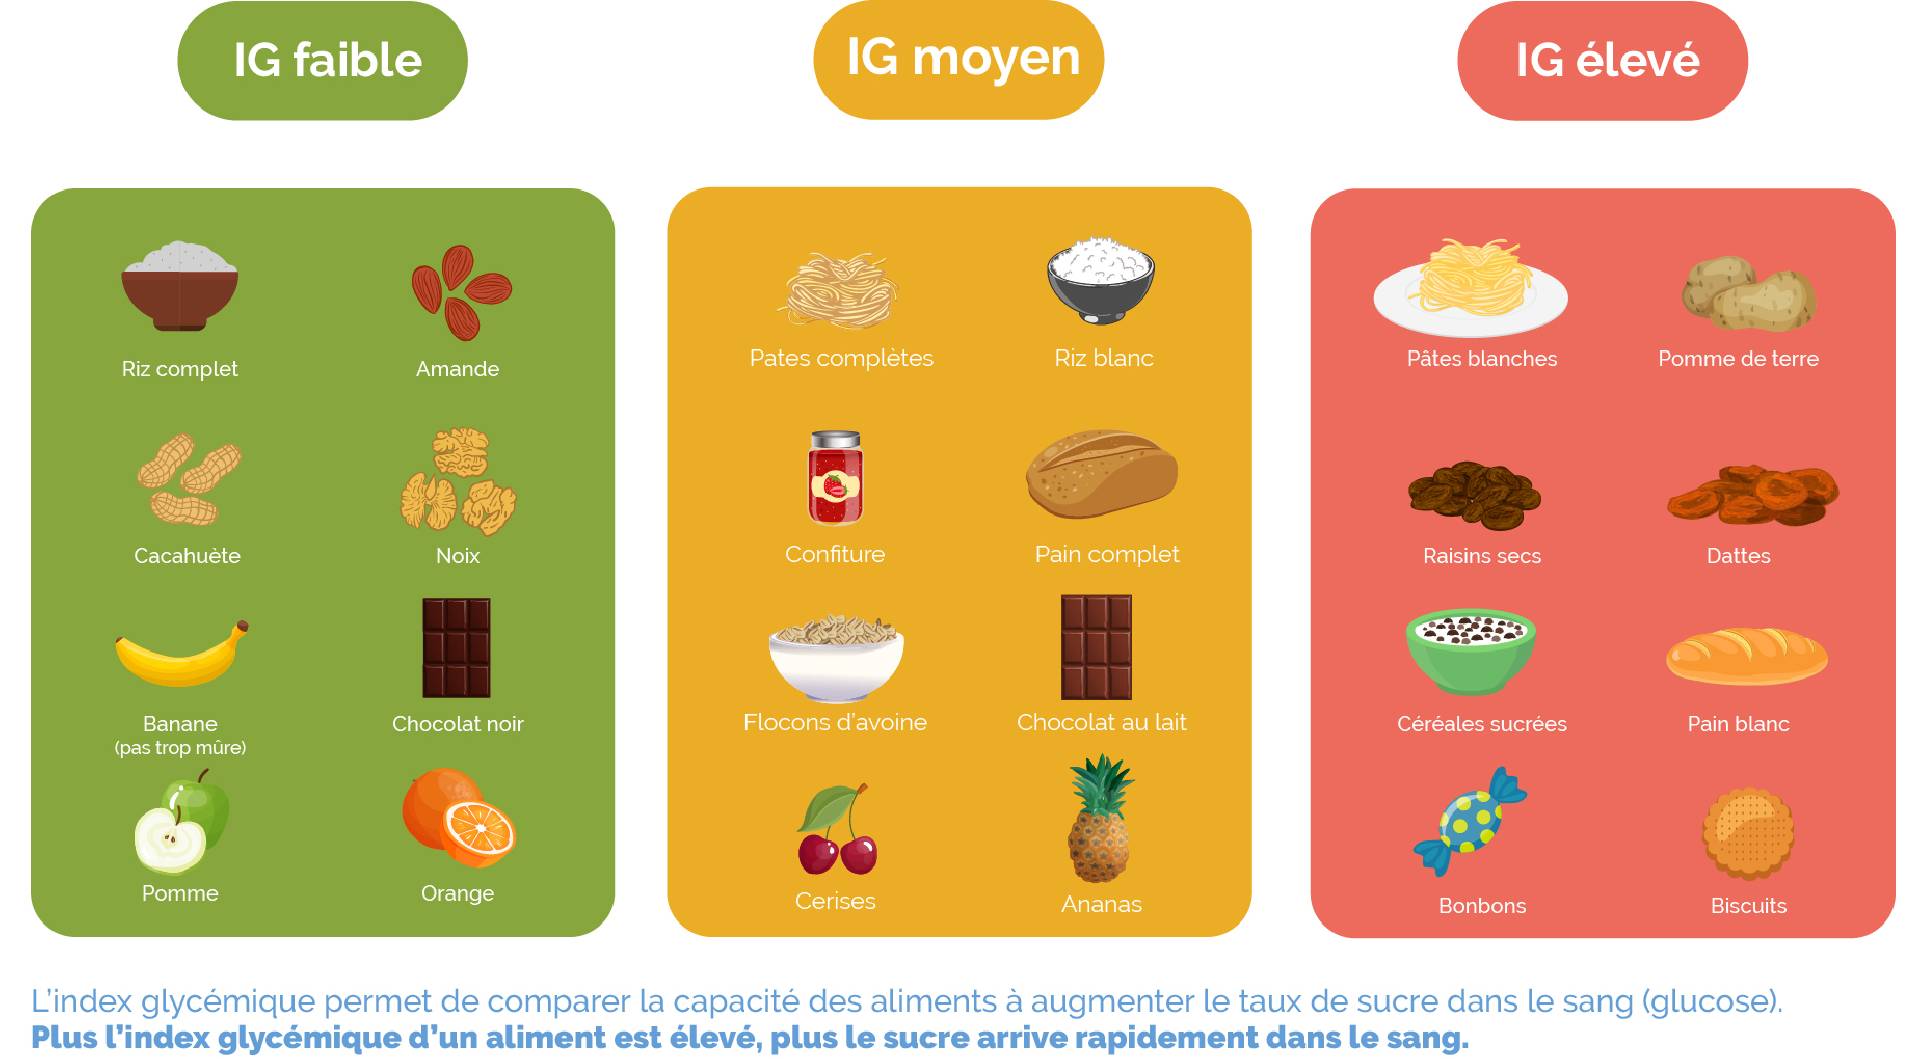 IG faible
IG moyen
IG élevé
Riz complet
Amande
Cacahuète
Noix
Banane
(pas trop mûre)
Chocolat noir
Pomme
Orange
Pates complètes
Riz blanc
Confiture
Pain complet
Flocons d'avoine
Chocolat au lait
Cerises
Ananas
Pâtes blanches
Pomme de terre
Raisins secs
Dattes
Céréales sucrées
Pain blanc
Bonbons
Biscuits
L'index glycémique permet de comparer la capacité des aliments à augmenter le taux de sucre dans le sang (glucose).
Plus l'index glycémique d'un aliment est élevé, plus le sucre arrive rapidement dans le sang.